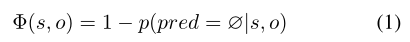 Φ(s, o) = 1 − p(pred = ∅|s, o) (1)